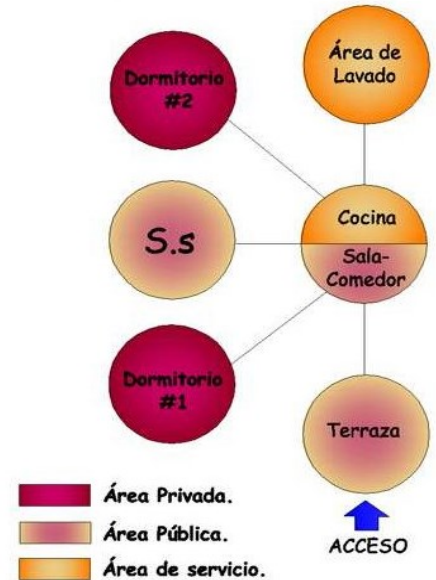 Dormitorio
#2
Área de
Lavado
S.s
Cocina
Sala-
Comedor
Dormitorio
#1
Terraza
Área Privada.
Área Pública.
Área de servicio.
ACCESO